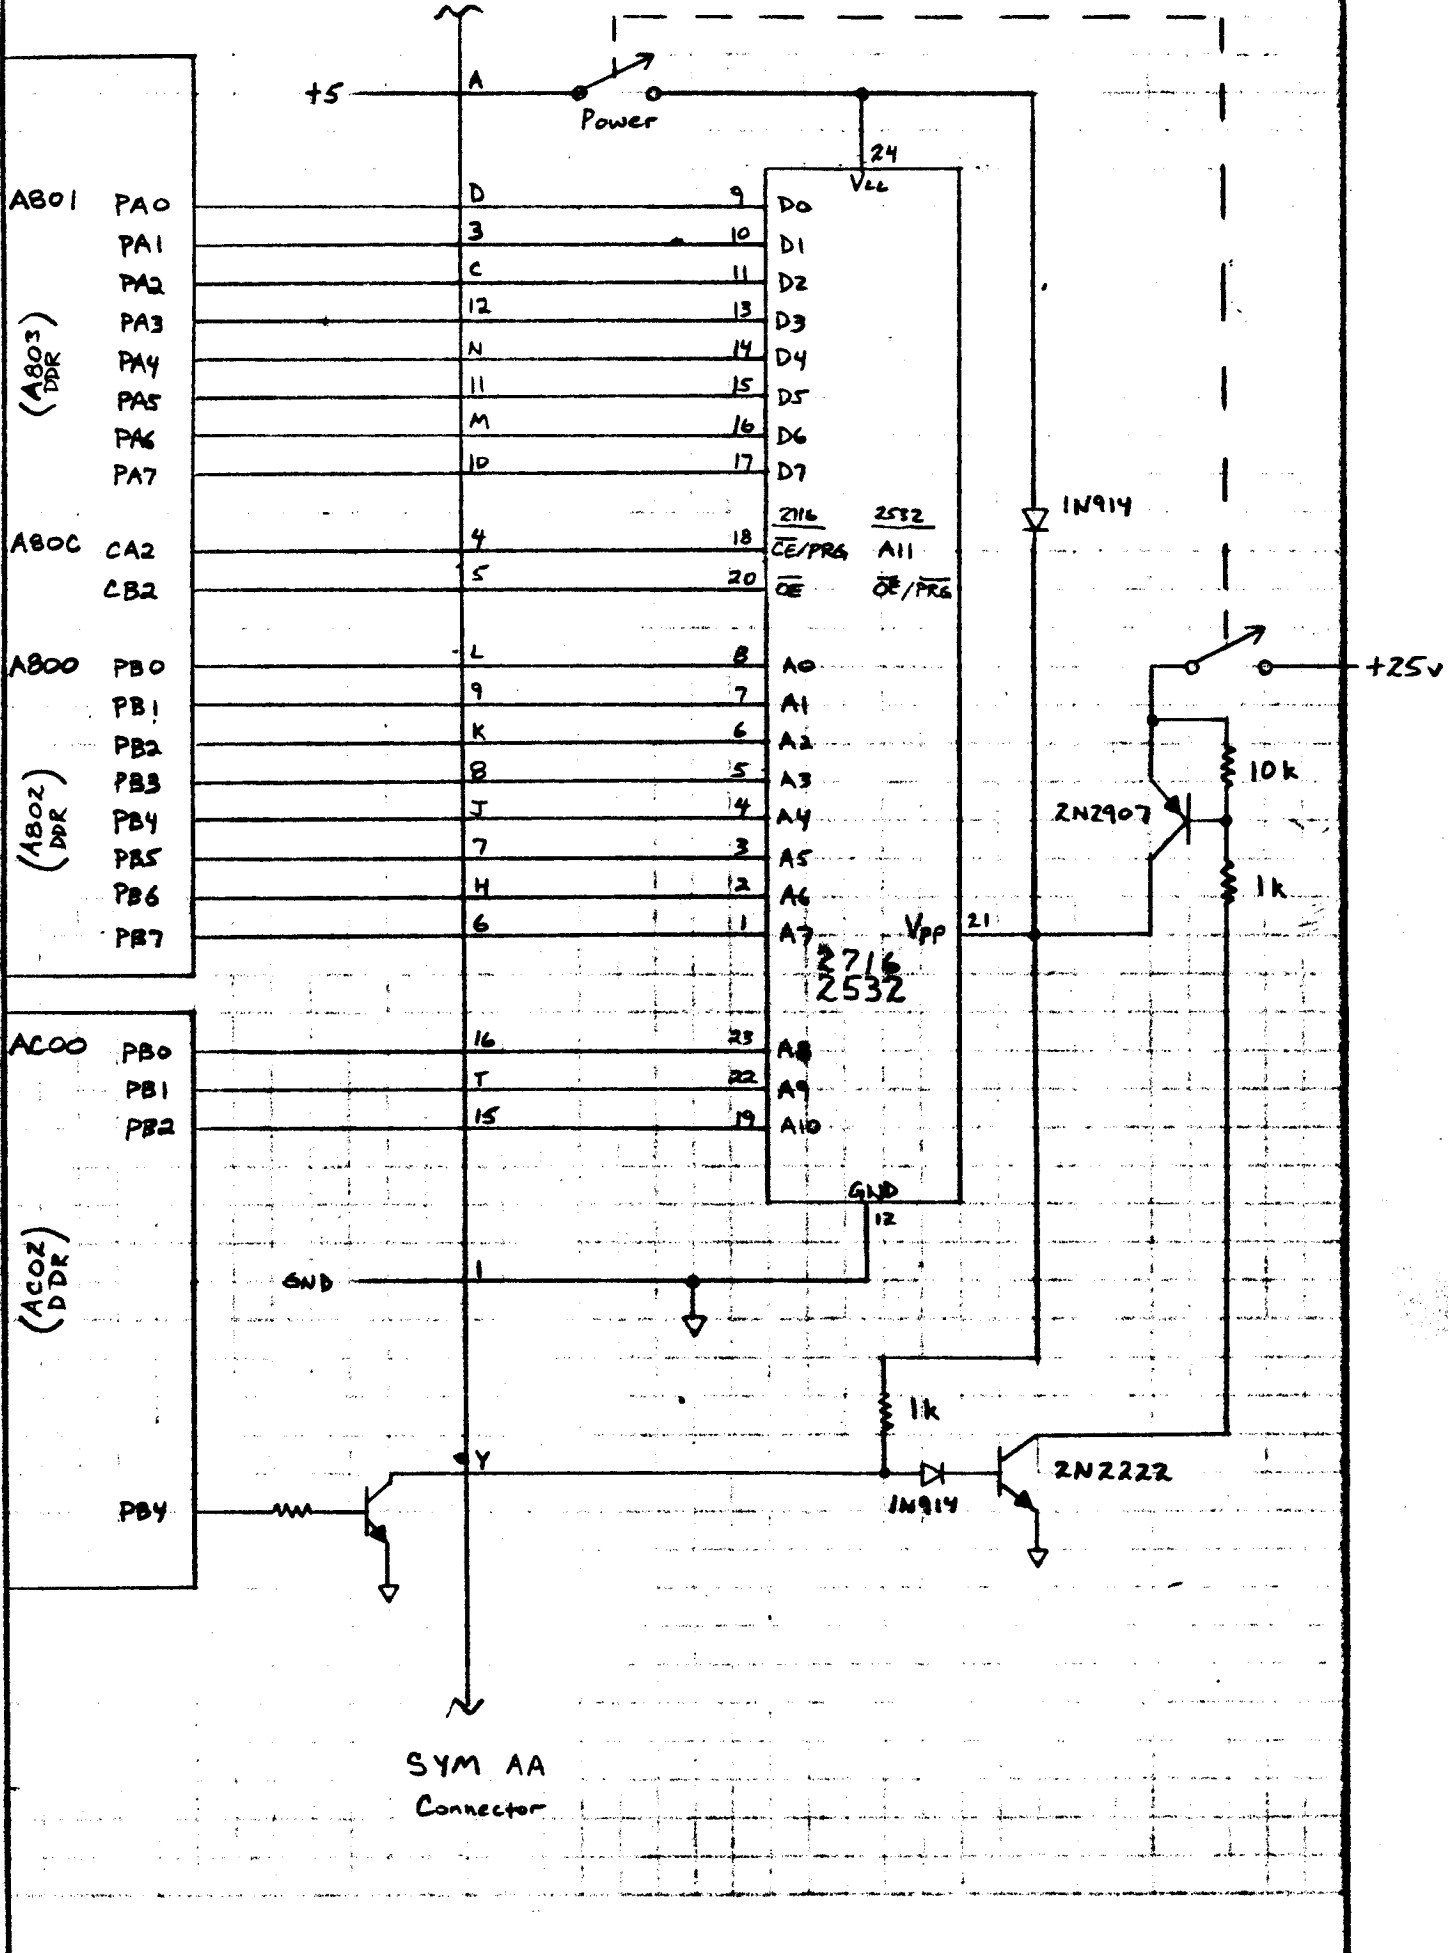 +5 A
Power
24
VCC
A801 PA0 D 9 D0
PA1 3 10 D1
PA2 C 11 D2
PA3 12 13 D3
(A803) DDR
PA4 N 14 D4
PA5 11 15 D5
PA6 M 16 D6
PA7 10 17 D7
1N914
2716 2532
A80C CA2 4 18 CE/PRG A11
CB2 5 20 OE OE/PRG
A800 PB0 L 8 A0
+25v
PB1 9 7 A1
PB2 K 6 A2
PB3 8 5 A3
10k
(A802) DDR
PB4 J 4 A4
2N2907
PB5 7 3 A5
PB6 H 2 A6
1k
PB7 6 1 A7 VPP 21
2716
2532
AC00 PB0 16 23 A8
PB1 T 22 A9
PB2 15 19 A10
GND
12
(AC02) DDR
GND 1
1k
Y
2N2222
1N914
PB4
SYM AA
Connector